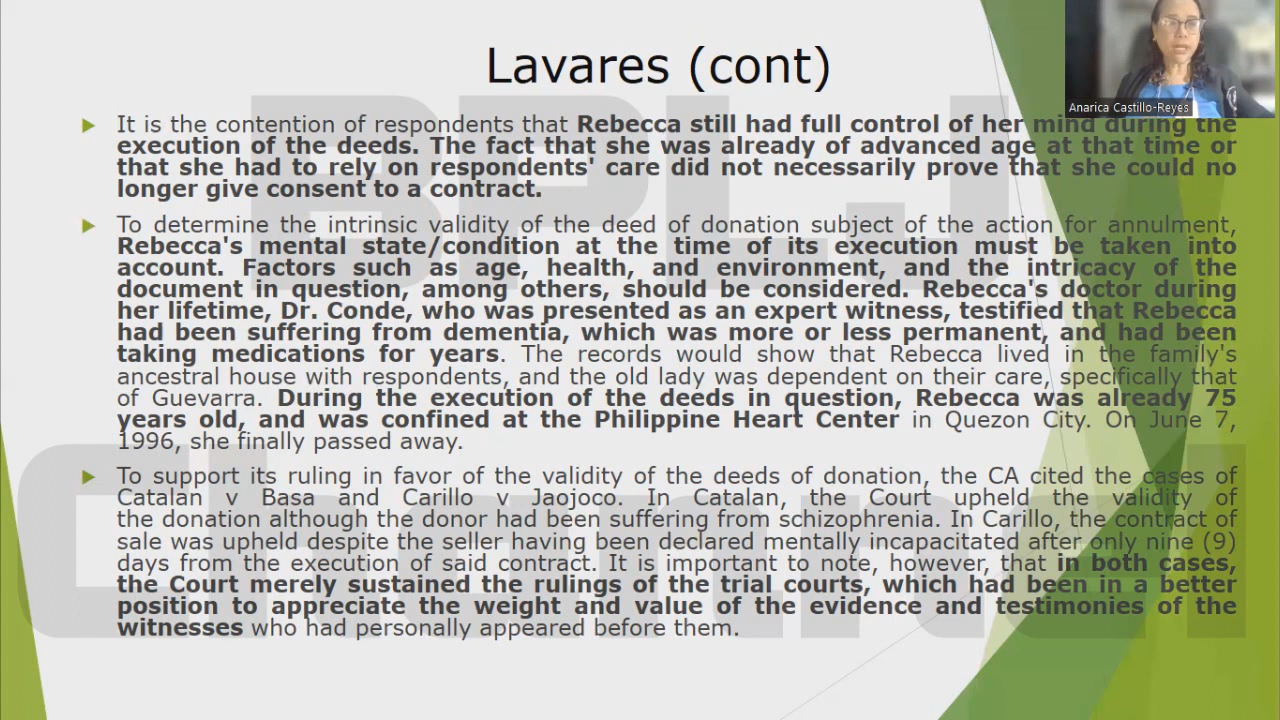 Lavares (cont)
Anarica Castillo-Reyes
It is the contention of respondents that Rebecca still had full control of her mind during the
execution of the deeds. The fact that she was already of advanced age at that time or
that she had to rely on respondents' care did not necessarily prove that she could no
longer give consent to a contract.
To determine the intrinsic validity of the deed of donation subject of the action for annulment,
Rebecca's mental state/condition at the time of its execution must be taken into
account. Factors such as age, health, and environment, and the intricacy of the
document in question, among others, should be considered. Rebecca's doctor during
her lifetime, Dr. Conde, who was presented as an expert witness, testified that Rebecca
had been suffering from dementia, which was more or less permanent, and had been
taking medications for years. The records would show that Rebecca lived in the family's
ancestral house with respondents, and the old lady was dependent on their care, specifically that
of Guevarra. During the execution of the deeds in question, Rebecca was already 75
years old, and was confined at the Philippine Heart Center in Quezon City. On June 7,
1996, she finally passed away.
To support its ruling in favor of the validity of the deeds of donation, the CA cited the cases of
Catalan v Basa and Carillo v Jaojoco. In Catalan, the Court upheld the validity of
the donation although the donor had been suffering from schizophrenia. In Carillo, the contract of
sale was upheld despite the seller having been declared mentally incapacitated after only nine (9)
days from the execution of said contract. It is important to note, however, that in both cases,
the Court merely sustained the rulings of the trial courts, which had been in a better
position to appreciate the weight and value of the evidence and testimonies of the
witnesses who had personally appeared before them.
BPLJ
Channel